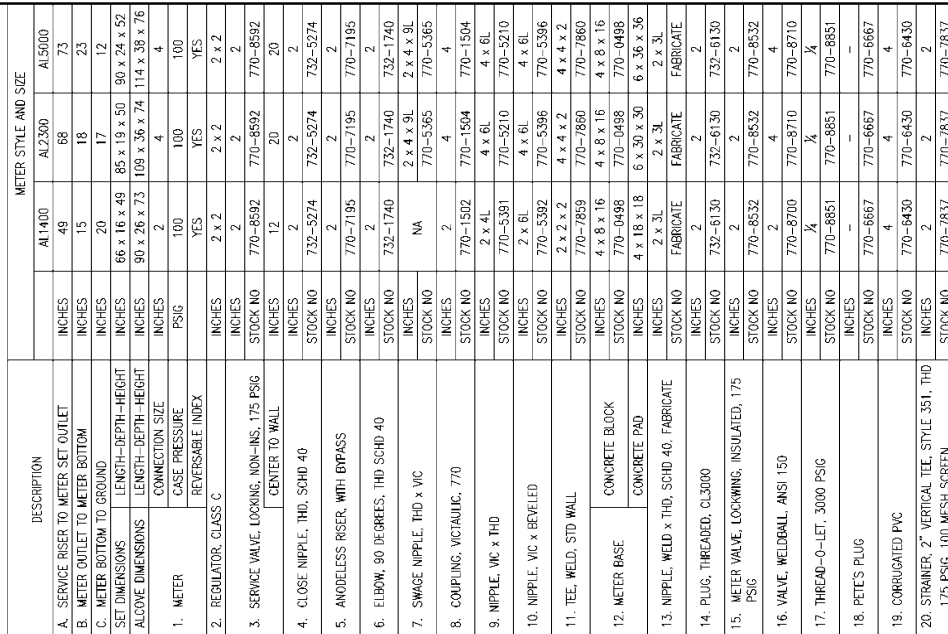 DESCRIPTION METER STYLE AND SIZE
AL1400 AL2300 AL5000
A. SERVICE RISER TO METER SET OUTLET INCHES 49 68 73
B. METER OUTLET TO METER BOTTOM INCHES 15 18 23
C. METER BOTTOM TO GROUND INCHES 20 17 12
SET DIMENSIONS LENGTH-DEPTH-HEIGHT INCHES 66 x 16 x 49 85 x 19 x 50 90 x 24 x 52
ALCOVE DIMENSIONS LENGTH-DEPTH-HEIGHT INCHES 90 x 26 x 73 109 x 36 x 74 114 x 38 x 76
1. METER CONNECTION SIZE INCHES 2 4 4
CASE PRESSURE PSIG 100 100 100
REVERSABLE INDEX YES YES YES
2. REGULATOR, CLASS C INCHES 2 x 2 2 x 2 2 x 2
3. SERVICE VALVE, LOCKING, NON-INS, 175 PSIG INCHES 2 2 2
STOCK NO 770-8592 770-8592 770-8592
CENTER TO WALL INCHES 12 20 20
4. CLOSE NIPPLE, THD, SCHD 40 INCHES 2 2 2
STOCK NO 732-5274 732-5274 732-5274
5. ANODELESS RISER, WITH BYPASS INCHES 2 2 2
STOCK NO 770-7195 770-7195 770-7195
6. ELBOW, 90 DEGREES, THD SCHD 40 INCHES 2 2 2
STOCK NO 732-1740 732-1740 732-1740
7. SWAGE NIPPLE, THD x VIC INCHES NA 2 x 4 x 9L 2 x 4 x 9L
STOCK NO 770-5365 770-5365
8. COUPLING, VICTAULIC, 770 INCHES 2 4 4
STOCK NO 770-1502 770-1504 770-1504
9. NIPPLE, VIC x THD INCHES 2 x 4L 4 x 6L 4 x 6L
STOCK NO 770-5391 770-5210 770-5210
10. NIPPLE, VIC x BEVELED INCHES 2 x 6L 4 x 6L 4 x 6L
STOCK NO 770-5392 770-5396 770-5396
11. TEE, WELD, STD WALL INCHES 2 x 2 x 2 4 x 4 x 2 4 x 4 x 2
STOCK NO 770-7859 770-7860 770-7860
12. METER BASE CONCRETE BLOCK INCHES 4 x 8 x 16 4 x 8 x 16 4 x 8 x 16
STOCK NO 770-0498 770-0498 770-0498
CONCRETE PAD INCHES 4 x 18 x 18 6 x 30 x 30 6 x 36 x 36
13. NIPPLE, WELD x THD, SCHD 40, FABRICATE INCHES 2 x 3L 2 x 3L 2 x 3L
STOCK NO FABRICATE FABRICATE FABRICATE
14. PLUG, THREADED, CL3000 INCHES 2 2 2
STOCK NO 732-6130 732-6130 732-6130
15. METER VALVE, LOCKWING, INSULATED, 175 INCHES 2 2 2
PSIG STOCK NO 770-8532 770-8532 770-8532
16. VALVE, WELDBALL, ANSI 150 INCHES 2 4 4
STOCK NO 770-8700 770-8710 770-8710
17. THREAD-O-LET, 3000 PSIG INCHES ¼ ¼ ¼
STOCK NO 770-8851 770-8851 770-8851
18. PETE'S PLUG INCHES - - -
STOCK NO 770-6667 770-6667 770-6667
19. CORRUGATED PVC INCHES 4 4 4
STOCK NO 770-6430 770-6430 770-6430
20. STRAINER, 2" VERTICAL TEE, STYLE 351, THD INCHES 2 2 2
175 PSIG, 100 MESH SCREEN STOCK NO 770-7837 770-7837 770-7837